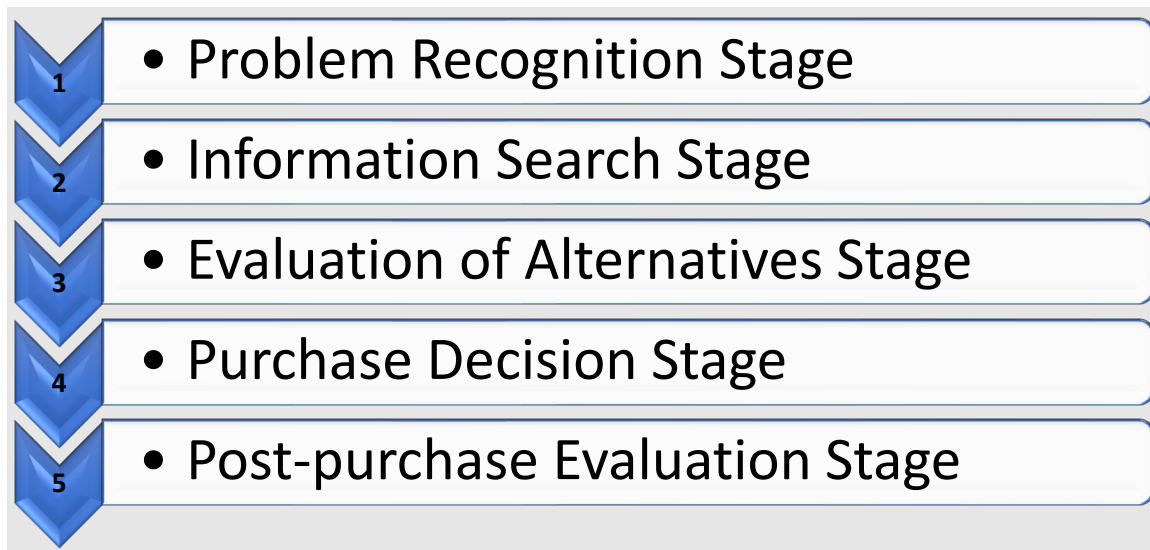 1 • Problem Recognition Stage
2 • Information Search Stage
3 • Evaluation of Alternatives Stage
4 • Purchase Decision Stage
5 • Post-purchase Evaluation Stage